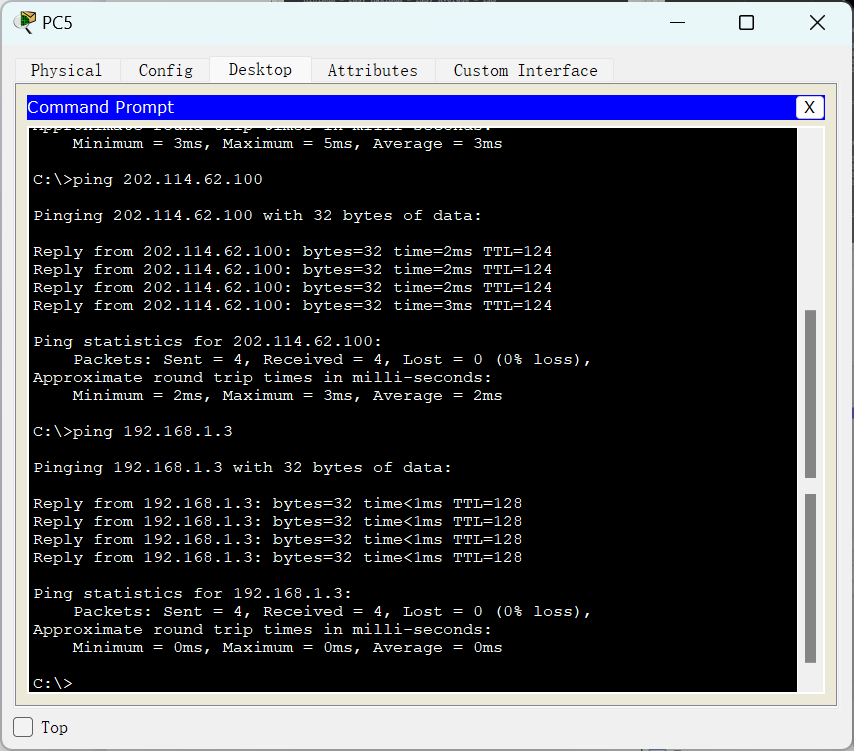 PC5
Physical Config Desktop Attributes Custom Interface
Command Prompt X
Approximate round trip times in milli-seconds:
Minimum = 3ms, Maximum = 5ms, Average = 3ms
C:\>ping 202.114.62.100
Pinging 202.114.62.100 with 32 bytes of data:
Reply from 202.114.62.100: bytes=32 time=2ms TTL=124
Reply from 202.114.62.100: bytes=32 time=2ms TTL=124
Reply from 202.114.62.100: bytes=32 time=2ms TTL=124
Reply from 202.114.62.100: bytes=32 time=3ms TTL=124
Ping statistics for 202.114.62.100:
Packets: Sent = 4, Received = 4, Lost = 0 (0% loss),
Approximate round trip times in milli-seconds:
Minimum = 2ms, Maximum = 3ms, Average = 2ms
C:\>ping 192.168.1.3
Pinging 192.168.1.3 with 32 bytes of data:
Reply from 192.168.1.3: bytes=32 time<1ms TTL=128
Reply from 192.168.1.3: bytes=32 time<1ms TTL=128
Reply from 192.168.1.3: bytes=32 time<1ms TTL=128
Reply from 192.168.1.3: bytes=32 time<1ms TTL=128
Ping statistics for 192.168.1.3:
Packets: Sent = 4, Received = 4, Lost = 0 (0% loss),
Approximate round trip times in milli-seconds:
Minimum = 0ms, Maximum = 0ms, Average = 0ms
C:\>
Top